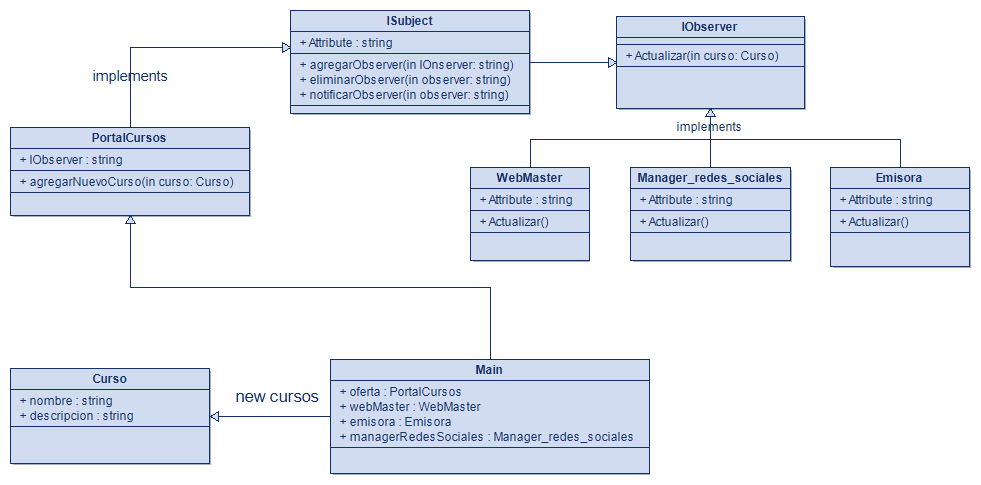 ISubject
+ Attribute : string
+ agregarObserver(in IOnserver: string)
+ eliminarObserver(in observer: string)
+ notificarObserver(in observer: string)
IObserver
+ Actualizar(in curso: Curso)
implements
implements
PortalCursos
+ IObserver : string
+ agregarNuevoCurso(in curso: Curso)
WebMaster
+ Attribute : string
+ Actualizar()
Manager_redes_sociales
+ Attribute : string
+ Actualizar()
Emisora
+ Attribute : string
+ Actualizar()
Curso
+ nombre : string
+ descripcion : string
new cursos
Main
+ oferta : PortalCursos
+ webMaster : WebMaster
+ emisora : Emisora
+ managerRedesSociales : Manager_redes_sociales